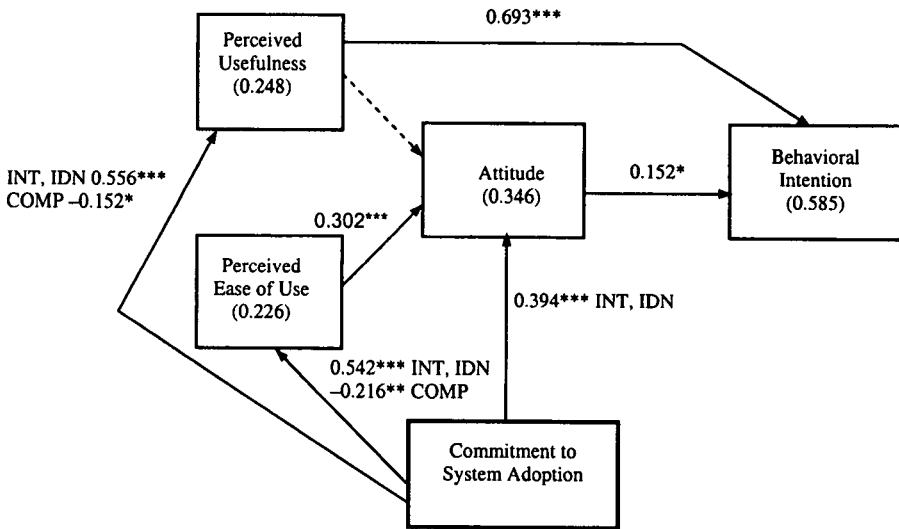 0.693***
Perceived
Usefulness
(0.248)
Attitude
(0.346)
0.152*
Behavioral
Intention
(0.585)
INT, IDN 0.556***
COMP –0.152*
0.302***
Perceived
Ease of Use
(0.226)
0.394*** INT, IDN
0.542*** INT, IDN
–0.216** COMP
Commitment to
System Adoption